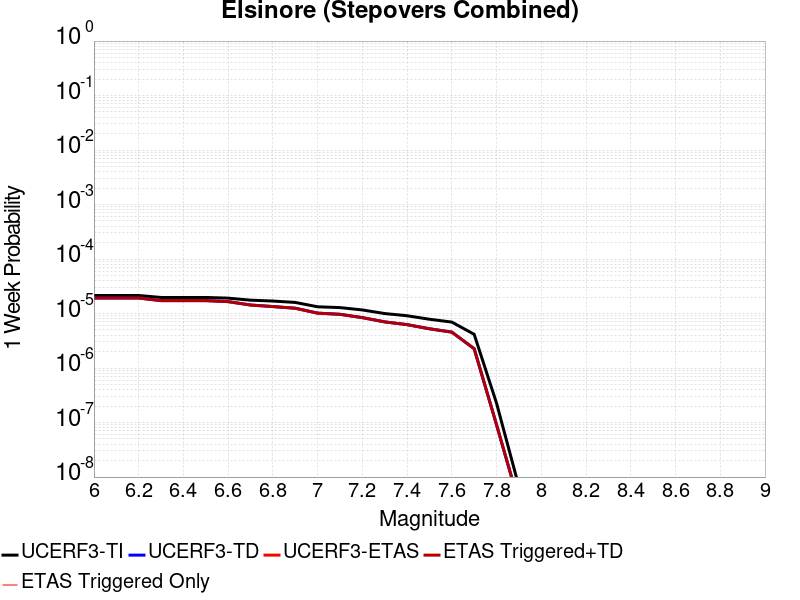 Elsinore (Stepovers Combined)
10^0
10^-1
10^-2
10^-3
10^-4
10^-5
10^-6
10^-7
10^-8
1 Week Probability
6 6.2 6.4 6.6 6.8 7 7.2 7.4 7.6 7.8 8 8.2 8.4 8.6 8.8 9
Magnitude
UCERF3-TI UCERF3-TD UCERF3-ETAS ETAS Triggered+TD
ETAS Triggered Only